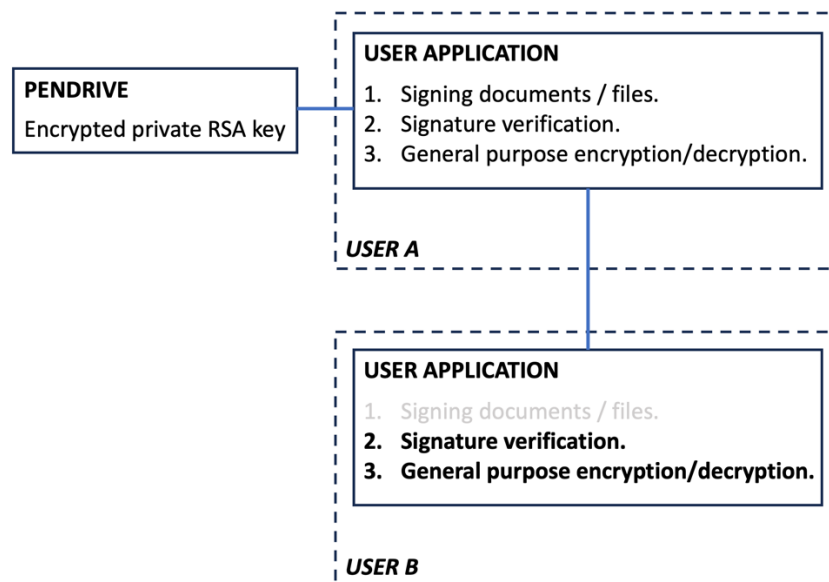 PENDRIVE
Encrypted private RSA key
USER APPLICATION
1. Signing documents / files.
2. Signature verification.
3. General purpose encryption/decryption.
USER A
USER APPLICATION
1. Signing documents / files.
2. Signature verification.
3. General purpose encryption/decryption.
USER B